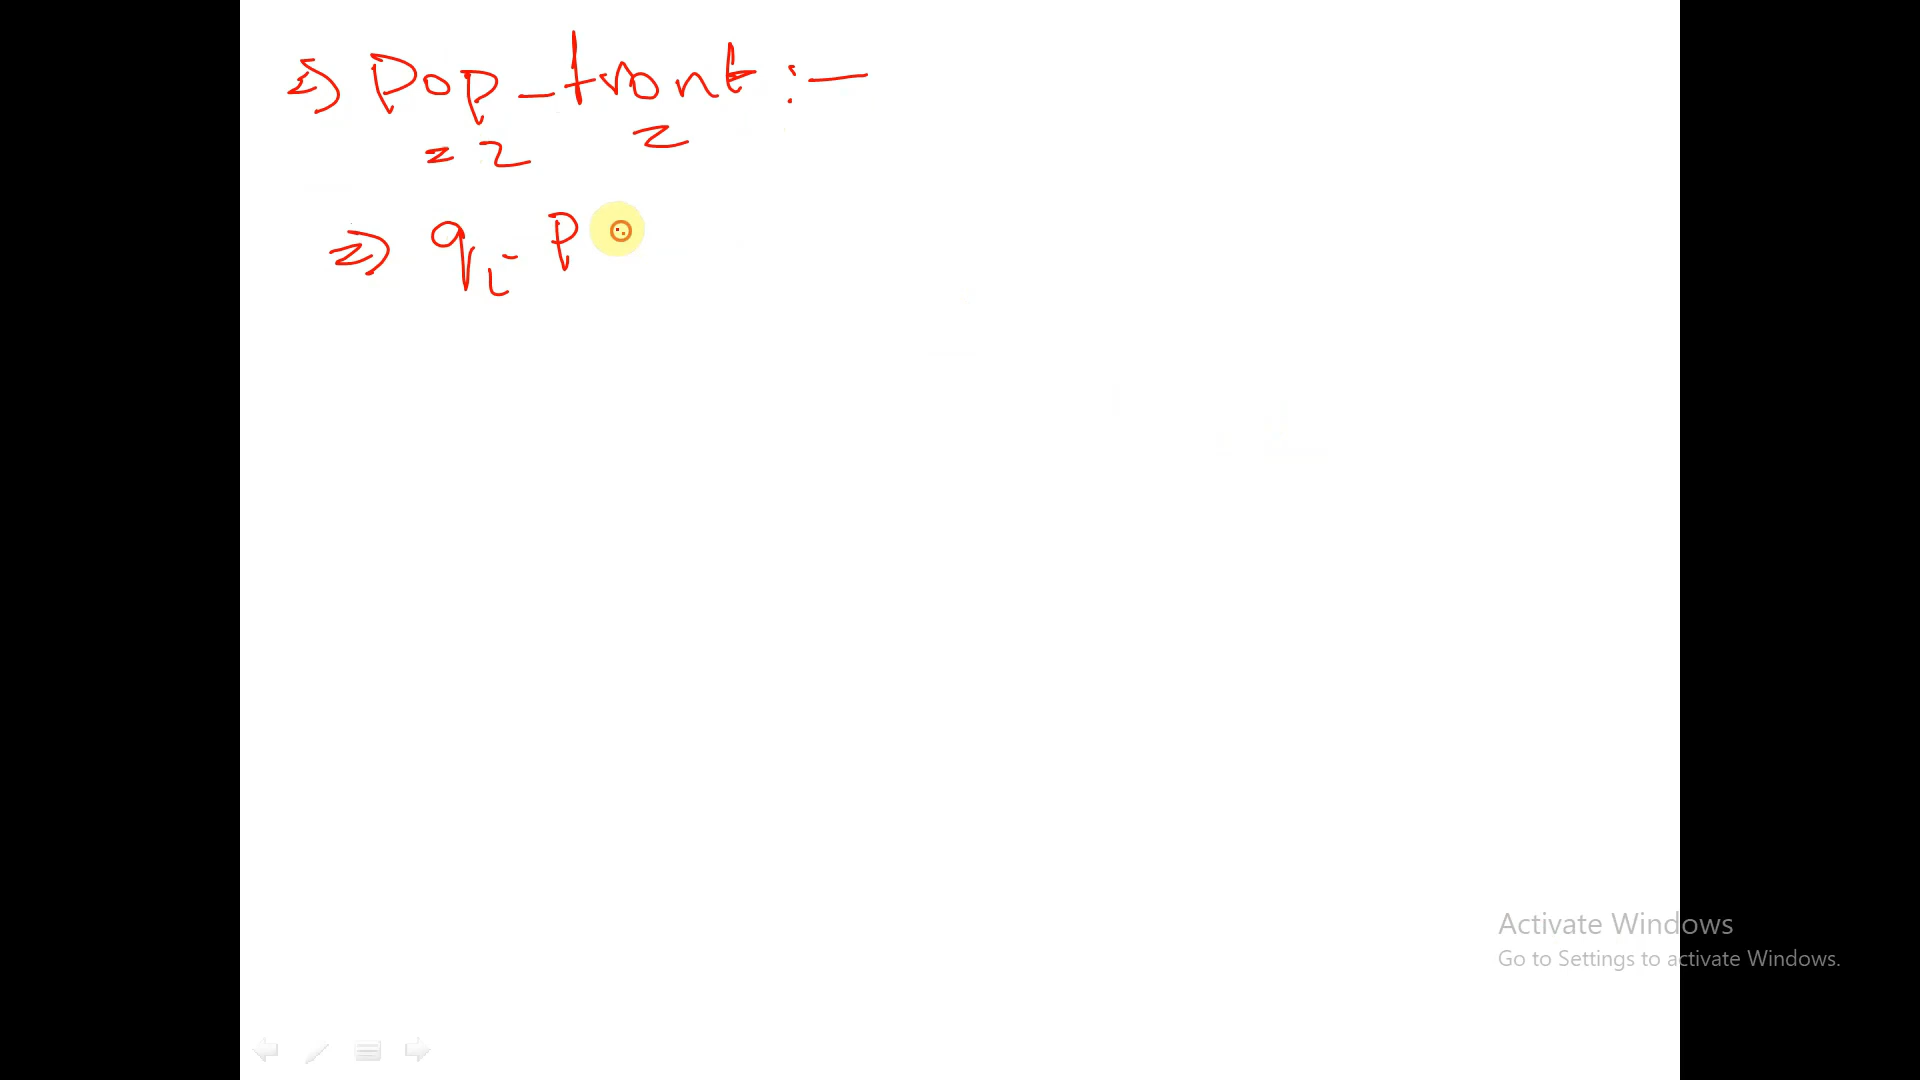 => Pop_front :-
=> q. P
Activate Windows
Go to Settings to activate Windows.